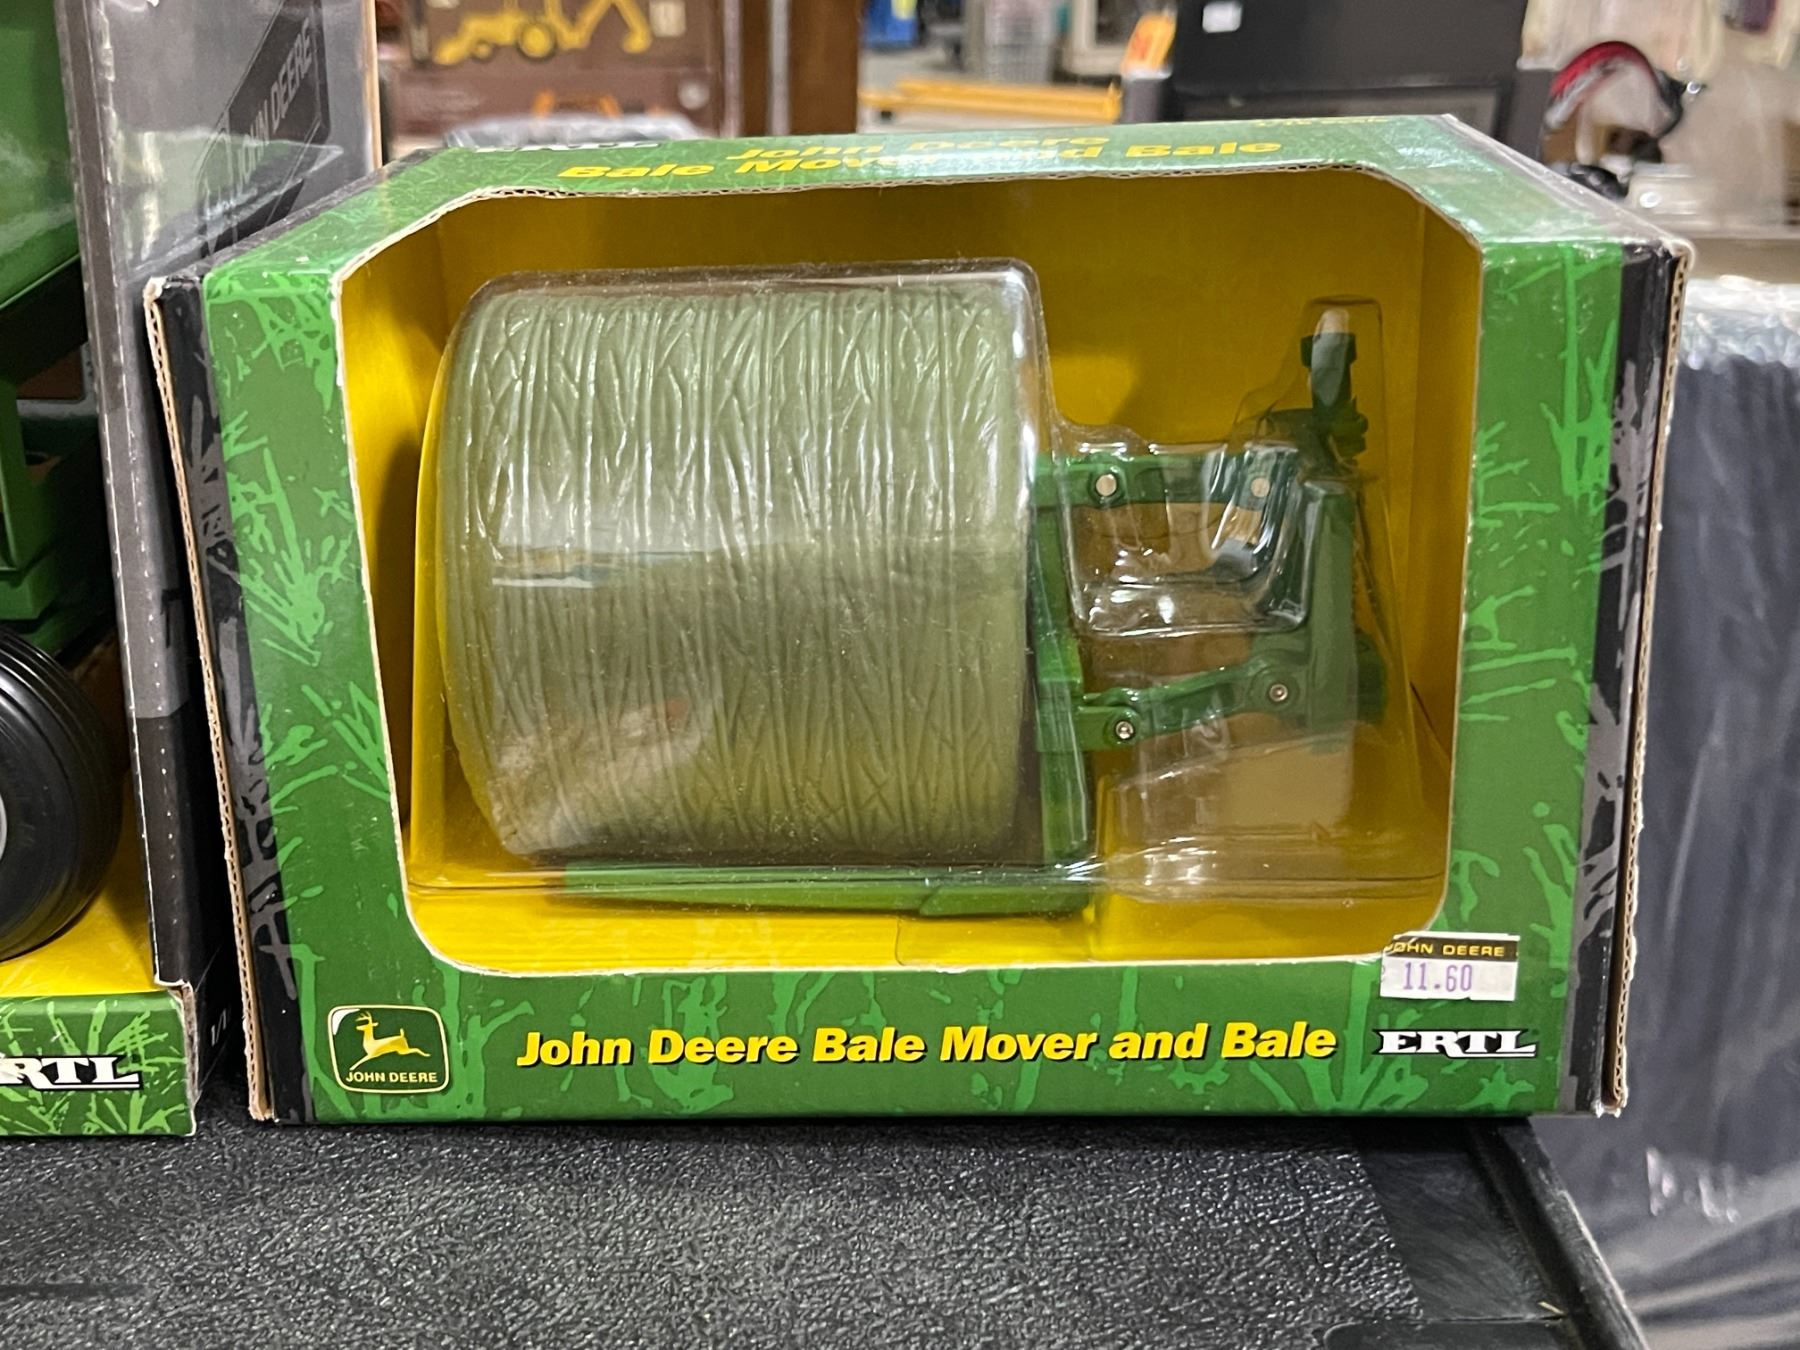 JOHN DEERE
ERTL
John Deere
Bale Mover and Bale
JOHN DEERE
11.60
JOHN DEERE
John Deere Bale Mover and Bale
ERTL
RTL